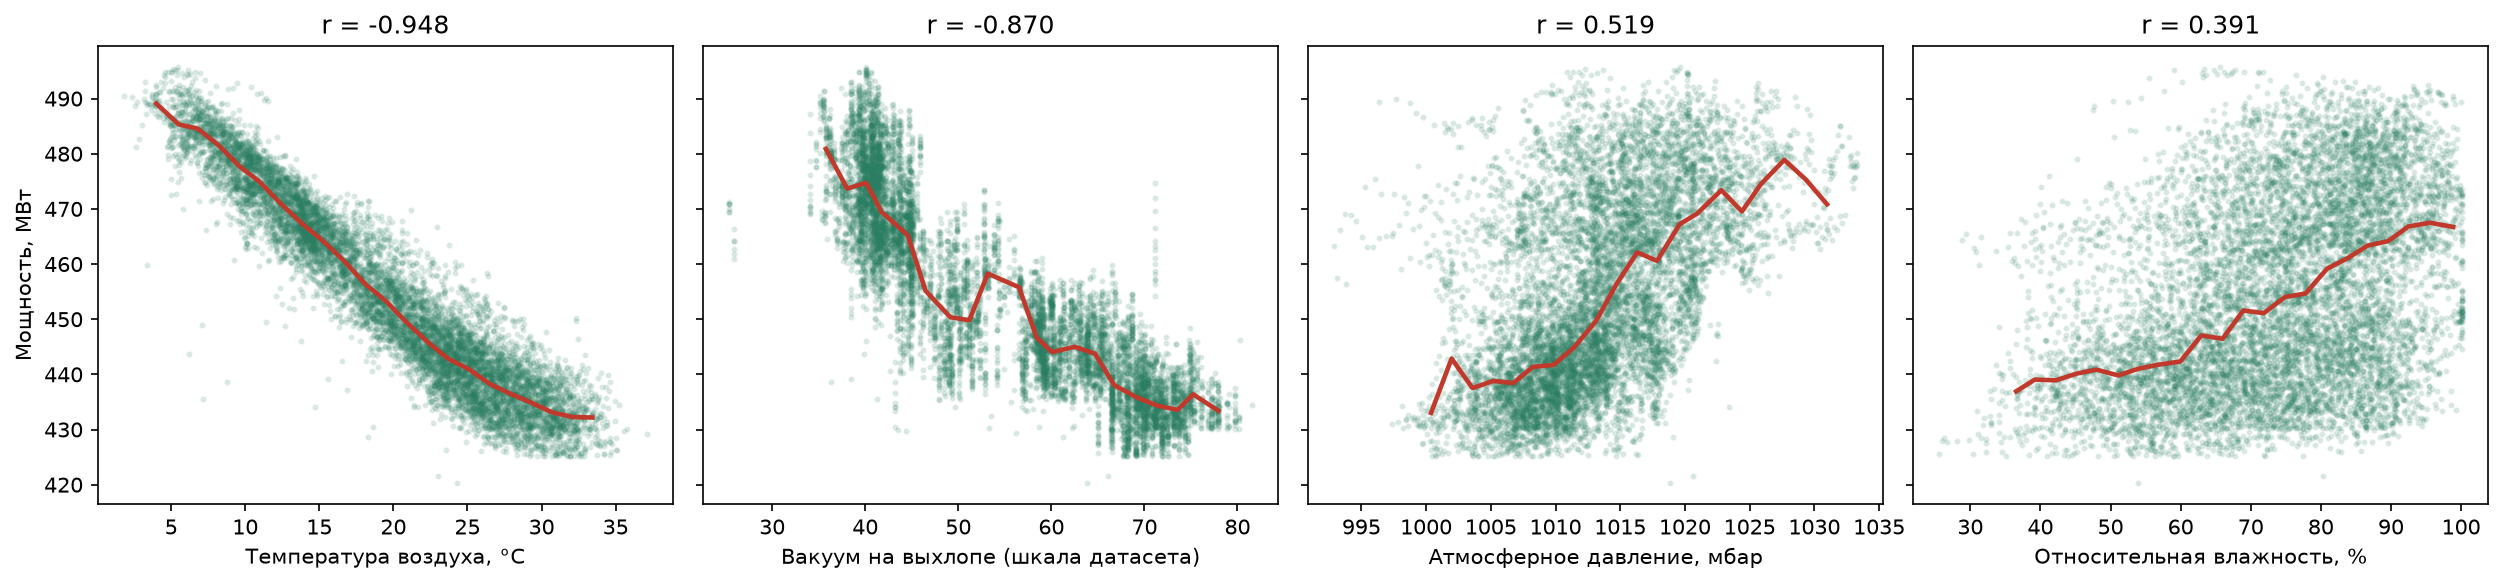 r = -0.948
r = -0.870
r = 0.519
r = 0.391
Мощность, МВт
490
480
470
460
450
440
430
420
5 10 15 20 25 30 35
30 40 50 60 70 80
995 1000 1005 1010 1015 1020 1025 1030 1035
30 40 50 60 70 80 90 100
Температура воздуха, °C
Вакуум на выхлопе (шкала датасета)
Атмосферное давление, мбар
Относительная влажность, %